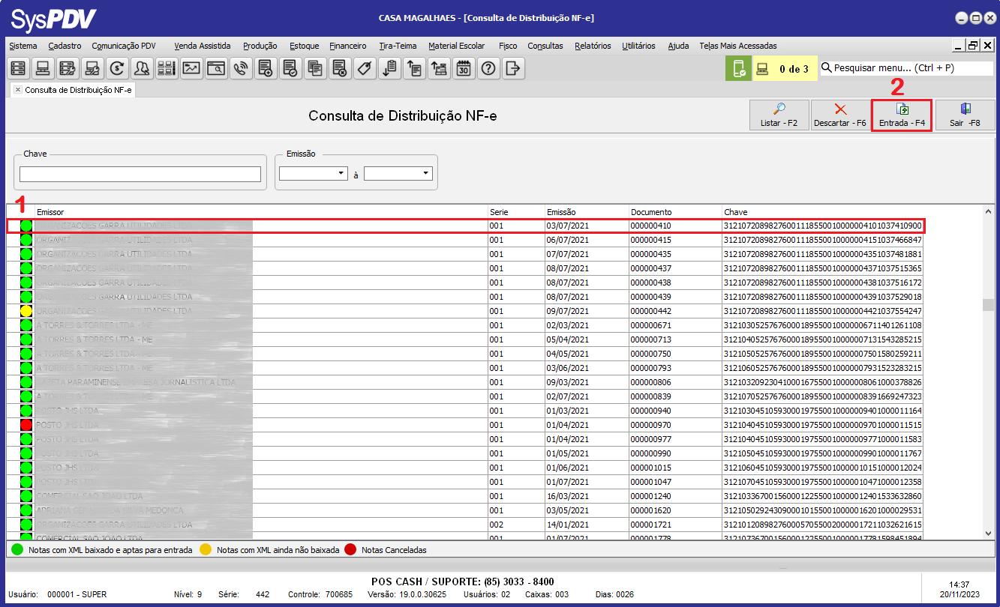 SysPDV
CASA MAGALHAES - [Consulta de Distribuição NF-e]
Sistema Cadastro Comunicação PDV Venda Assistida Produção Estoque Financeiro Tira-Teima Material Escolar Fisco Consultas Relatórios Utilitários Ajuda Telas Mais Acessadas
30 0 de 3 Pesquisar menu... (Ctrl + P)
Consulta de Distribuição NF-e
2
Consulta de Distribuição NF-e
Listar - F2 Descartar - F6 Entrada - F4 Sair -F8
Chave Emissão
à
1
Emissor Serie Emissão Documento Chave
ORGANIZACOES GARRA UTILIDADES LTDA 001 03/07/2021 000000410 31210720898276001118550010000004101037410900
ORGANIZACOES GARRA UTILIDADES LTDA 001 06/07/2021 000000415 31210720898276001118550010000004151037466847
ORGANIZACOES GARRA UTILIDADES LTDA 001 07/07/2021 000000435 31210720898276001118550010000004351037481881
ORGANIZACOES GARRA UTILIDADES LTDA 001 08/07/2021 000000437 31210720898276001118550010000004371037515365
ORGANIZACOES GARRA UTILIDADES LTDA 001 08/07/2021 000000438 31210720898276001118550010000004381037516172
GARRA UTILIDADES LTDA 001 08/07/2021 000000439 31210720898276001118550010000004391037529018
ORGANIZACOES GARRA UTILIDADES LTDA 001 09/07/2021 000000442 31210720898276001118550010000004421037554247
A TORRES & TORRES LTDA - ME 001 02/03/2021 000000671 31210305257676000189550010000006711401261108
A TORRES & TORRES LTDA - ME 001 05/04/2021 000000713 31210405257676000189550010000007131543285215
A TORRES & TORRES LTDA - ME 001 04/05/2021 000000750 31210505257676000189550010000007501580259211
A TORRES & TORRES LTDA - ME 001 03/06/2021 000000793 31210605257676000189550010000007931523283215
PARAMINENSE JORNALISTICA LTDA 001 09/03/2021 000000806 31210320923041000167550010000008061000378826
A TORRES & TORRES LTDA 001 02/07/2021 000000839 31210705257676000189550010000008391669247323
POSTO JHS LTDA 001 01/03/2021 000000940 31210304510593000197550010000009401000011164
POSTO JHS LTDA 001 01/04/2021 000000970 31210404510593000197550010000009701000011515
POSTO JHS LTDA 001 01/04/2021 000000977 31210404510593000197550010000009771000011583
POSTO JHS LTDA 001 01/05/2021 000000990 31210504510593000197550010000009901000011767
POSTO JHS LTDA 001 01/06/2021 000001015 31210604510593000197550010000010151000012024
POSTO JHS LTDA 001 01/07/2021 000001047 31210704510593000197550010000010471000012358
COMERCIAL SAO JOAO LTDA 001 16/03/2021 000001240 31210336700156000122550010000012401533632860
ADRIANA MEDONCA 001 03/05/2021 000001620 31210502924309000101550010000016201000029531
ORGANIZACOES GARRA UTILIDADES LTDA 002 14/01/2021 000001721 31210120898276000570550020000017211032621615
COMERCIAL SAO JOAO LTDA 001 01/07/2021 000001778 31210736700156000122550010000017781598451894
Notas com XML baixado e aptas para entrada Notas com XML ainda não baixada Notas Canceladas
POS CASH / SUPORTE: (85) 3033 - 8400
14:37
Usuário: 000001 - SUPER Nível: 9 Série: 442 Controle: 700685 Versão: 19.0.0.30625 Usuários: 02 Caixas: 003 Dias: 0026 20/11/2023